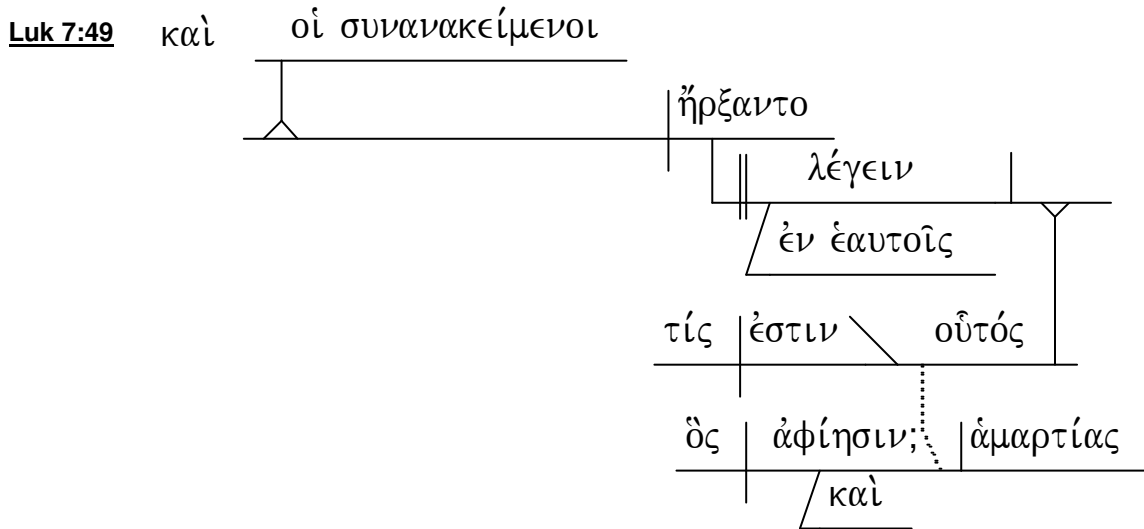 Luk 7:49 καὶ οἱ συνανακείμενοι
ἤρξαντο
λέγειν
ἐν ἑαυτοῖς
τίς ἐστιν οὗτός
ὃς ἀφίησιν; ἁμαρτίας
καὶ